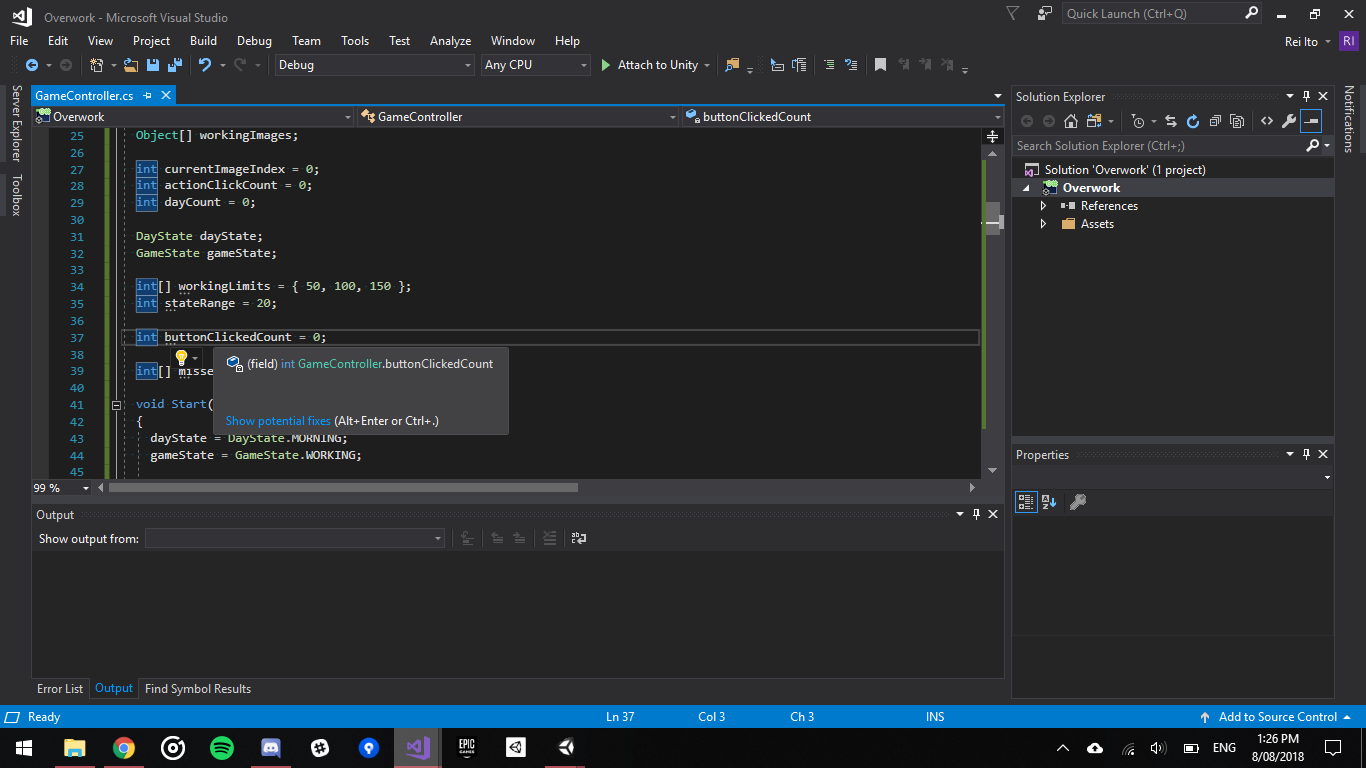 Overwork - Microsoft Visual Studio
Quick Launch (Ctrl+Q)
File Edit View Project Build Debug Team Tools Test Analyze Window Help
Rei Ito RI
Debug Any CPU Attach to Unity
Server Explorer
Toolbox
GameController.cs
Overwork GameController buttonClickedCount
25 Object[] workingImages;
26
27 int currentImageIndex = 0;
28 int actionClickCount = 0;
29 int dayCount = 0;
30
31 DayState dayState;
32 GameState gameState;
33
34 int[] workingLimits = { 50, 100, 150 };
35 int stateRange = 20;
36
37 int buttonClickedCount = 0;
38
39 int[] misse
(field) int GameController.buttonClickedCount
Show potential fixes (Alt+Enter or Ctrl+.)
40
41 void Start(
42 {
43 dayState = DayState.MORNING;
44 gameState = GameState.WORKING;
45
99 %
Output
Show output from:
Error List Output Find Symbol Results
Solution Explorer
Search Solution Explorer (Ctrl+;)
Solution 'Overwork' (1 project)
Overwork
References
Assets
Properties
Notifications
Ready Ln 37 Col 3 Ch 3 INS Add to Source Control
EPIC GAMES
ENG
1:26 PM
8/08/2018